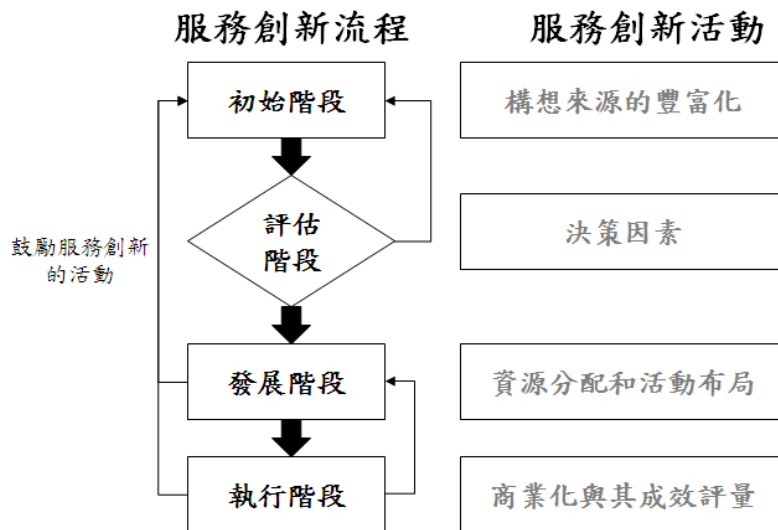 服務創新流程
服務創新活動
初始階段
構想來源的豐富化
評估
階段
決策因素
鼓勵服務創新
的活動
發展階段
資源分配和活動布局
執行階段
商業化與其成效評量